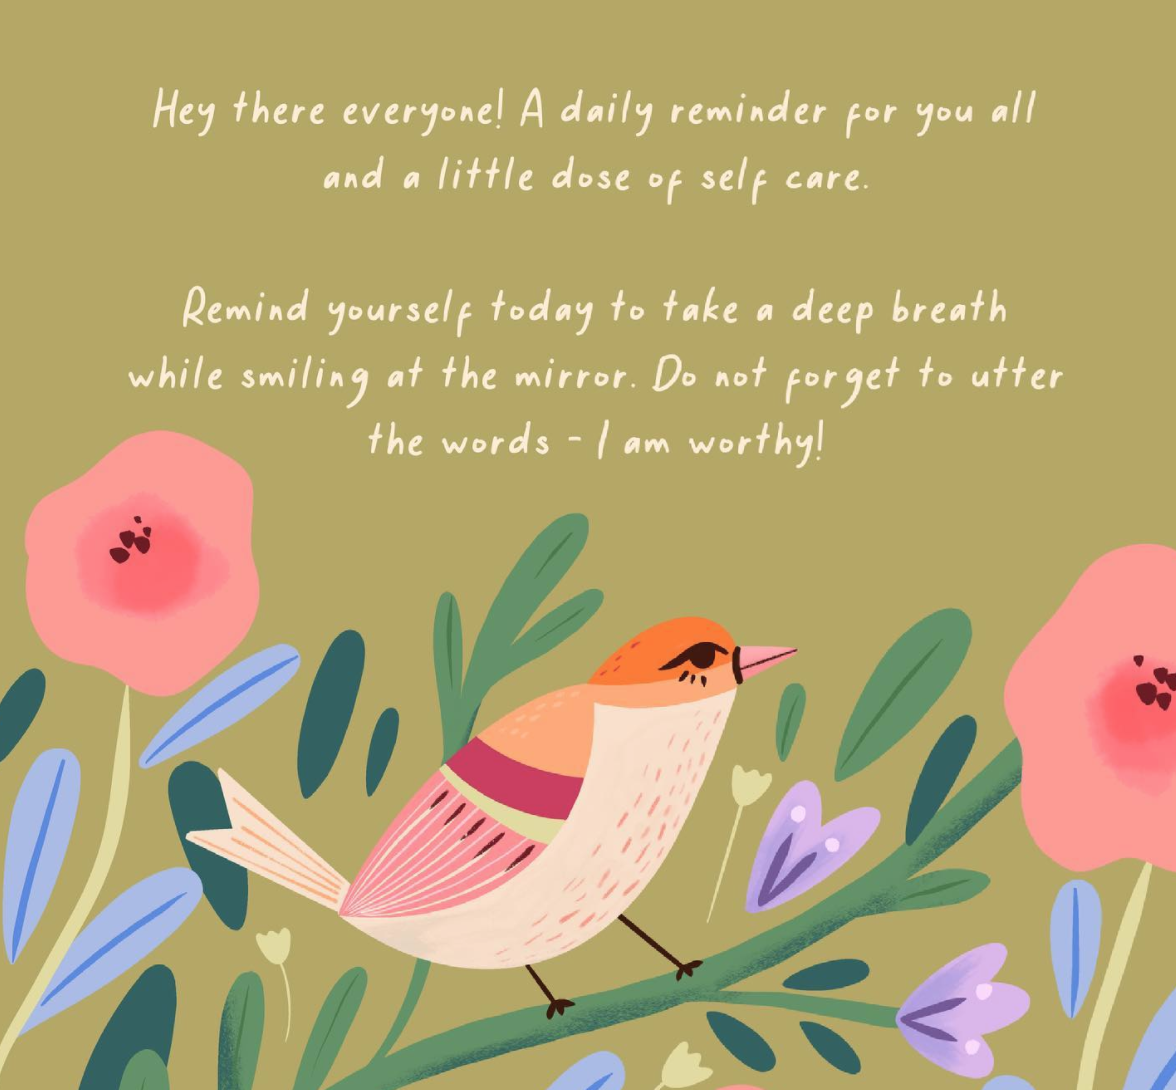 Hey there everyone! A daily reminder for you all
and a little dose of self care.
Remind yourself today to take a deep breath
while smiling at the mirror. Do not forget to utter
the words - I am worthy!